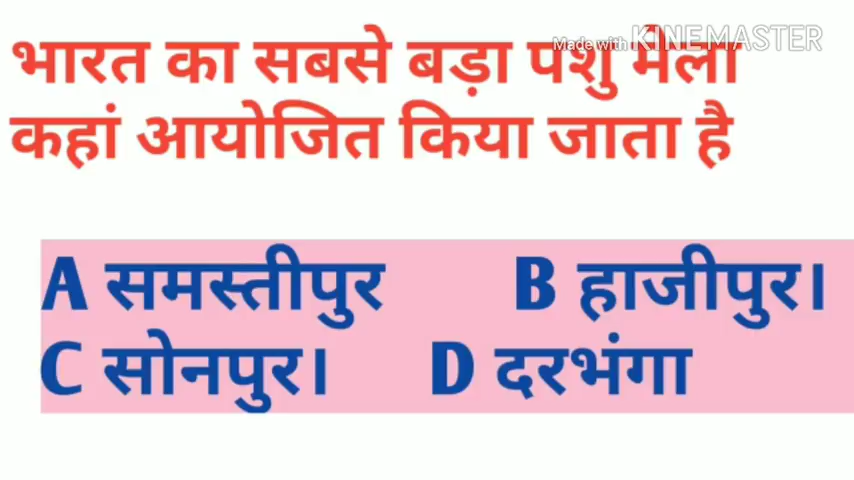 Made with KINEMASTER
भारत का सबसे बड़ा पशु मेला
कहां आयोजित किया जाता है
A समस्तीपुर B हाजीपुर।
C सोनपुर। D दरभंगा